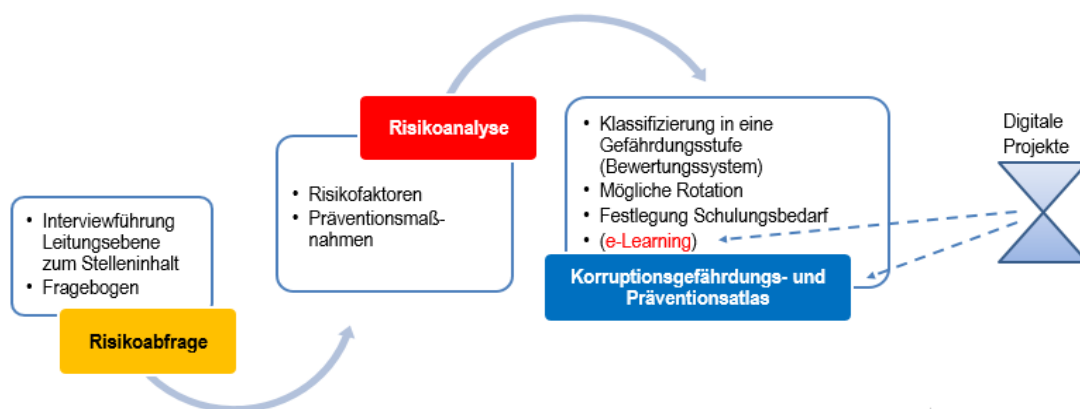 • Interviewführung
Leitungsebene
zum Stelleninhalt
• Fragebogen
Risikoabfrage
Risikoanalyse
• Risikofaktoren
• Präventionsmaß-
nahmen
• Klassifizierung in eine
Gefährdungsstufe
(Bewertungssystem)
• Mögliche Rotation
• Festlegung Schulungsbedarf
• (e-Learning)
Korruptionsgefährdungs- und
Präventionsatlas
Digitale
Projekte